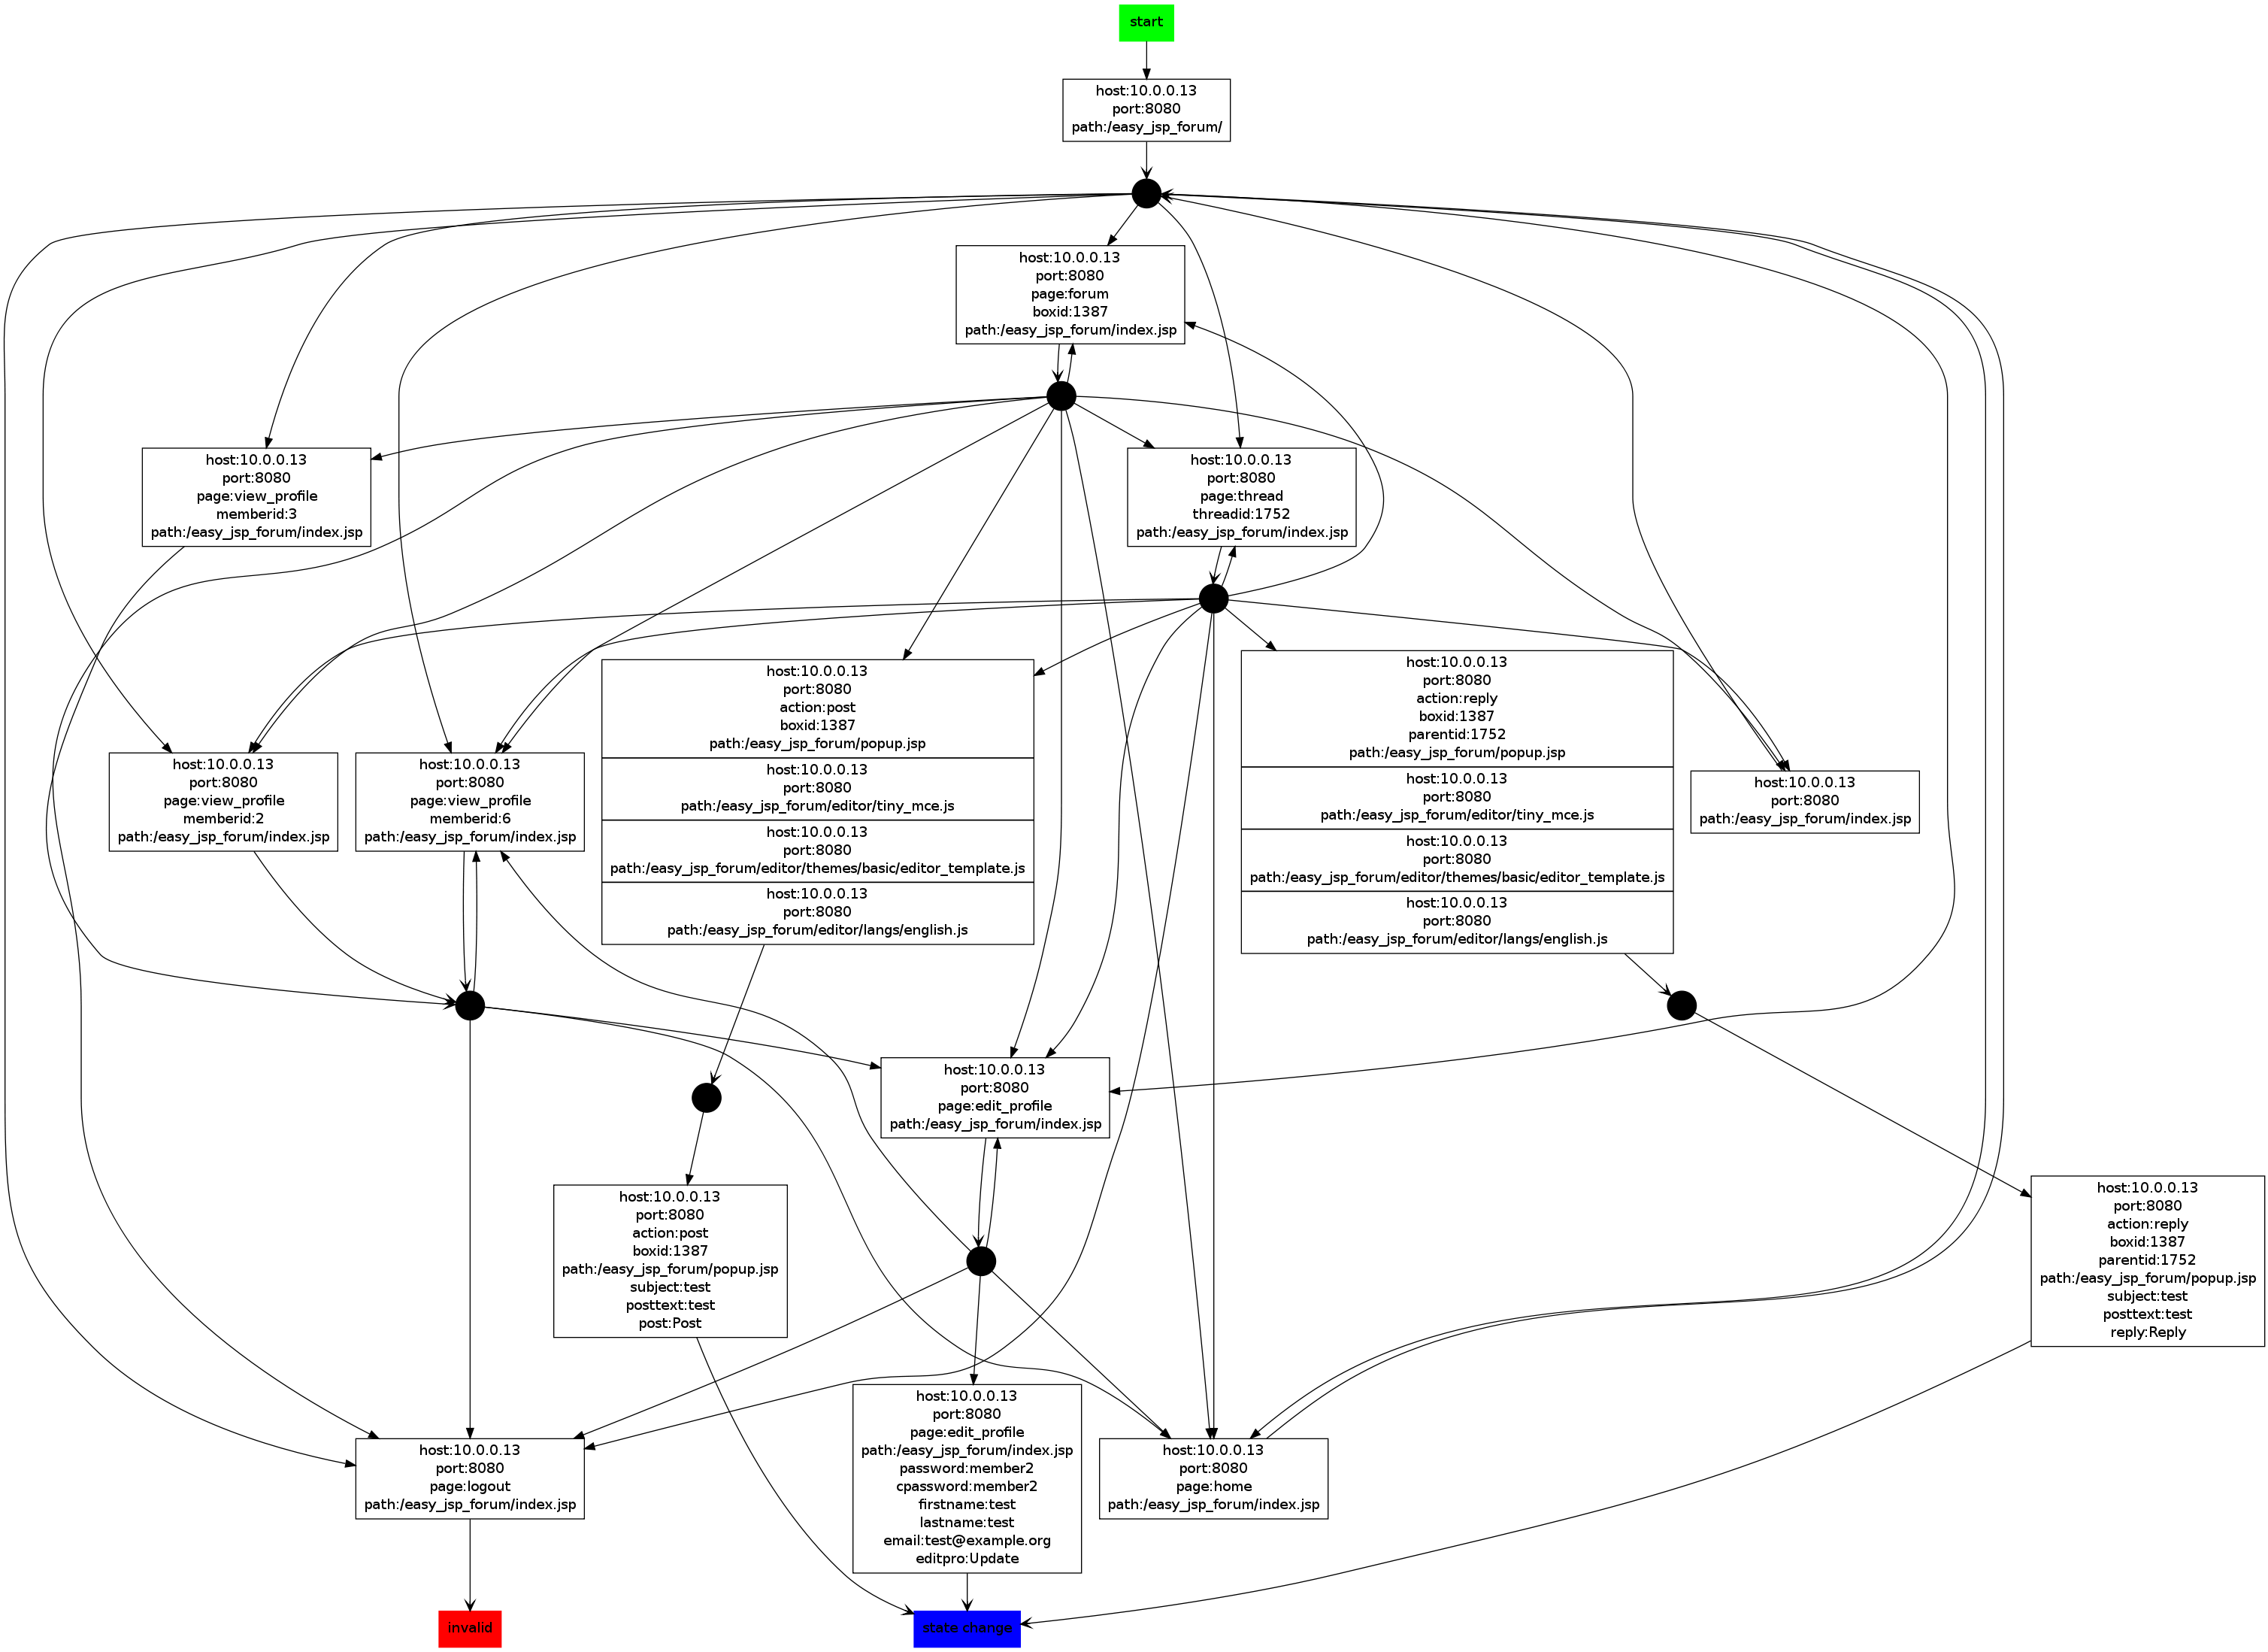 start
host:10.0.0.13
port:8080
path:/easy_jsp_forum/
host:10.0.0.13
port:8080
page:forum
boxid:1387
path:/easy_jsp_forum/index.jsp
host:10.0.0.13
port:8080
page:view_profile
memberid:3
path:/easy_jsp_forum/index.jsp
host:10.0.0.13
port:8080
page:thread
threadid:1752
path:/easy_jsp_forum/index.jsp
host:10.0.0.13
port:8080
page:view_profile
memberid:2
path:/easy_jsp_forum/index.jsp
host:10.0.0.13
port:8080
page:view_profile
memberid:6
path:/easy_jsp_forum/index.jsp
host:10.0.0.13
port:8080
action:post
boxid:1387
path:/easy_jsp_forum/popup.jsp
host:10.0.0.13
port:8080
path:/easy_jsp_forum/editor/tiny_mce.js
host:10.0.0.13
port:8080
path:/easy_jsp_forum/editor/themes/basic/editor_template.js
host:10.0.0.13
port:8080
path:/easy_jsp_forum/editor/langs/english.js
host:10.0.0.13
port:8080
action:reply
boxid:1387
parentid:1752
path:/easy_jsp_forum/popup.jsp
host:10.0.0.13
port:8080
path:/easy_jsp_forum/editor/tiny_mce.js
host:10.0.0.13
port:8080
path:/easy_jsp_forum/editor/themes/basic/editor_template.js
host:10.0.0.13
port:8080
path:/easy_jsp_forum/editor/langs/english.js
host:10.0.0.13
port:8080
path:/easy_jsp_forum/index.jsp
host:10.0.0.13
port:8080
page:edit_profile
path:/easy_jsp_forum/index.jsp
host:10.0.0.13
port:8080
action:post
boxid:1387
path:/easy_jsp_forum/popup.jsp
subject:test
posttext:test
post:Post
host:10.0.0.13
port:8080
action:reply
boxid:1387
parentid:1752
path:/easy_jsp_forum/popup.jsp
subject:test
posttext:test
reply:Reply
host:10.0.0.13
port:8080
page:logout
path:/easy_jsp_forum/index.jsp
host:10.0.0.13
port:8080
page:edit_profile
path:/easy_jsp_forum/index.jsp
password:member2
cpassword:member2
firstname:test
lastname:test
email:test@example.org
editpro:Update
host:10.0.0.13
port:8080
page:home
path:/easy_jsp_forum/index.jsp
invalid
state change